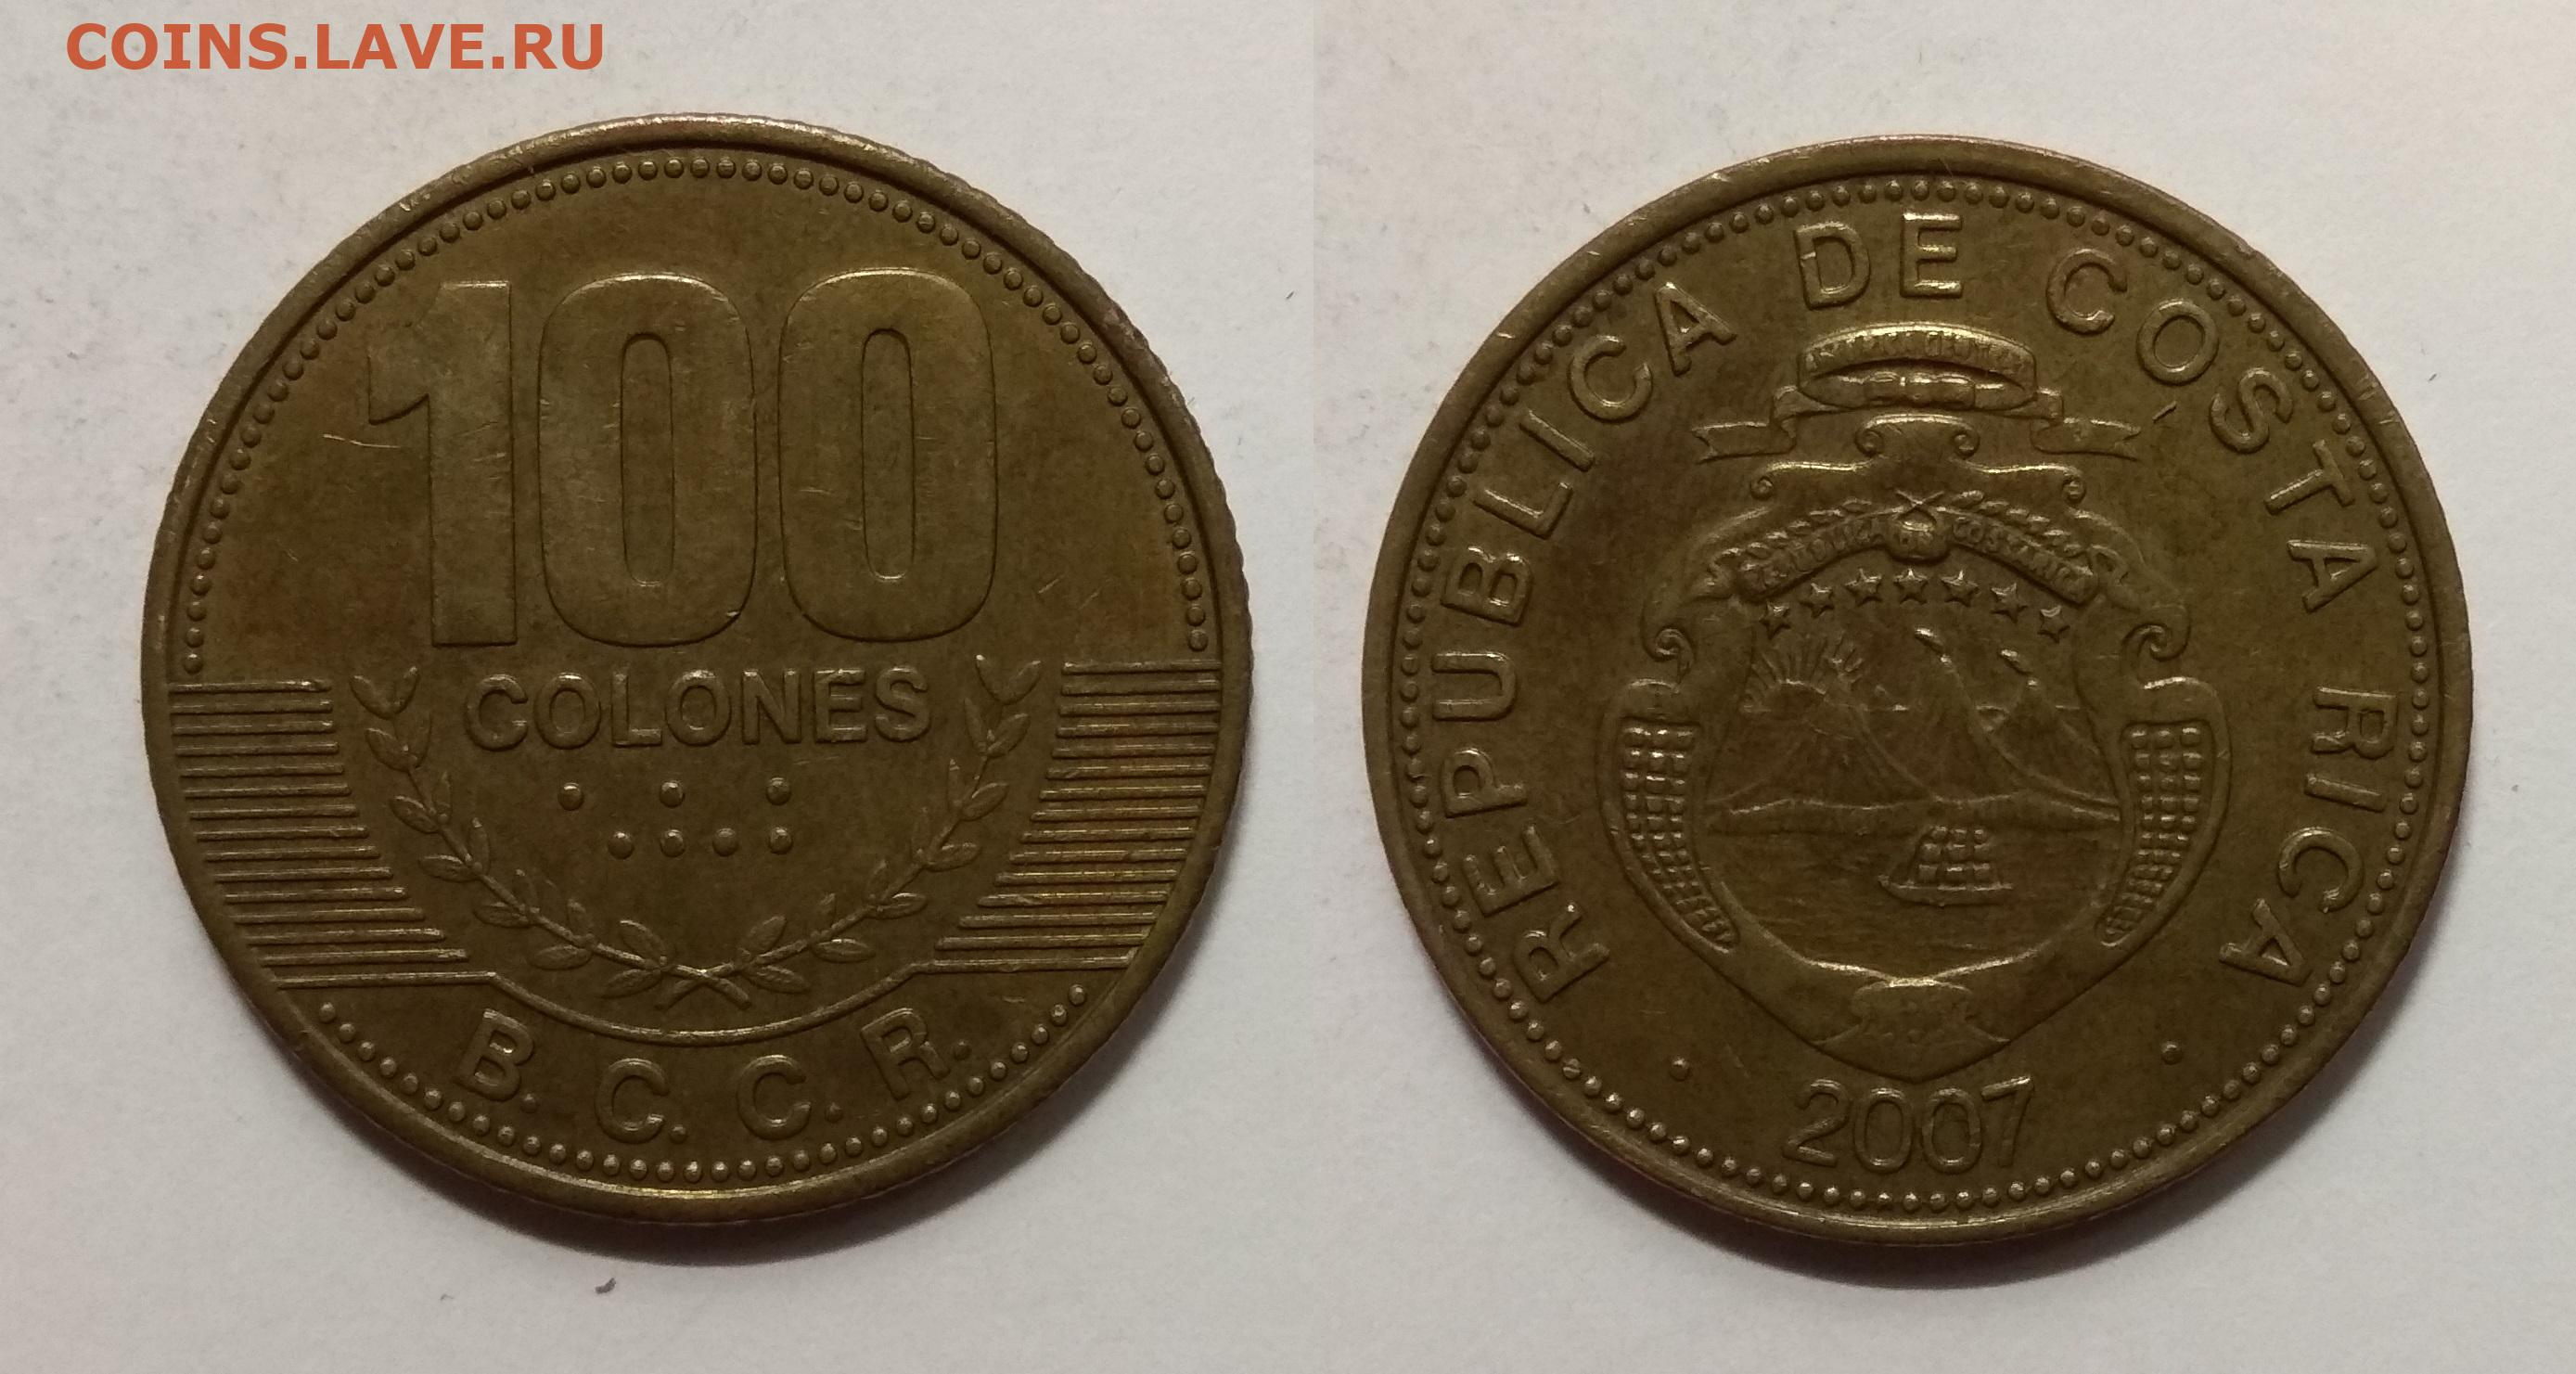 COINS.LAVE.RU
100
COLONES
B. C. C. R.
REPUBLICA DE COSTA RICA
2007